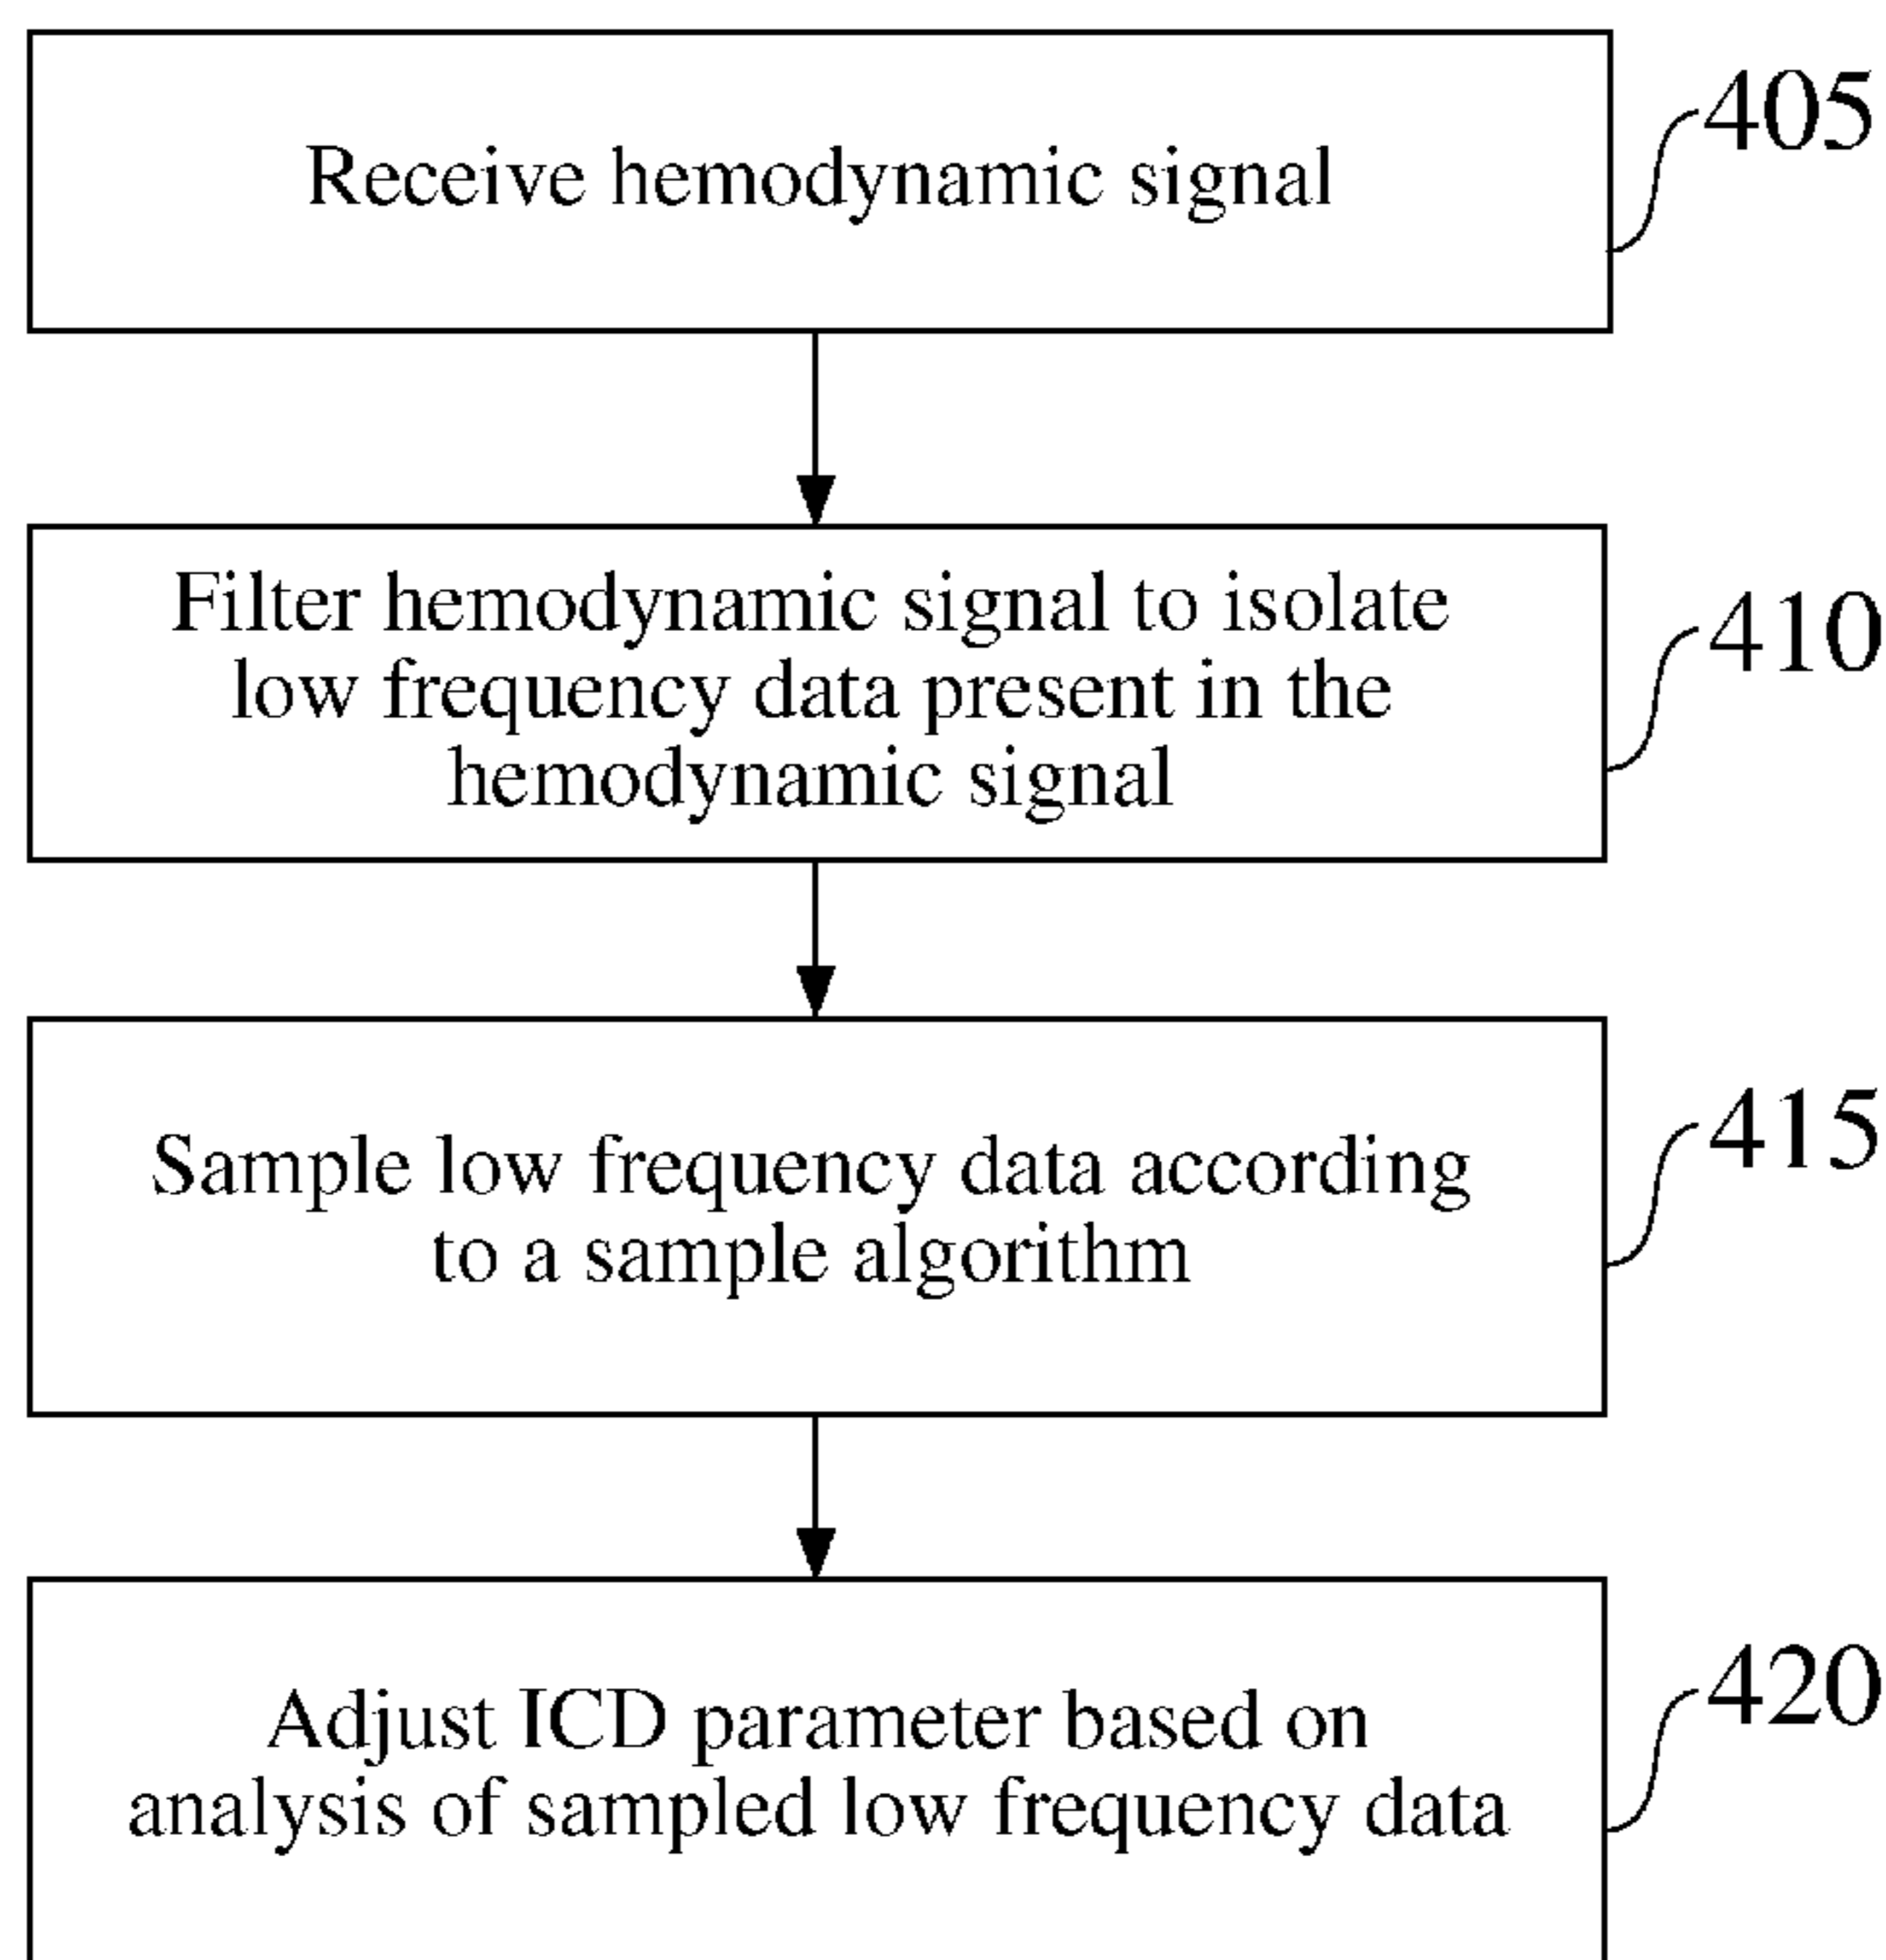 Receive hemodynamic signal
405
Filter hemodynamic signal to isolate
low frequency data present in the
hemodynamic signal
410
Sample low frequency data according
to a sample algorithm
415
Adjust ICD parameter based on
analysis of sampled low frequency data
420